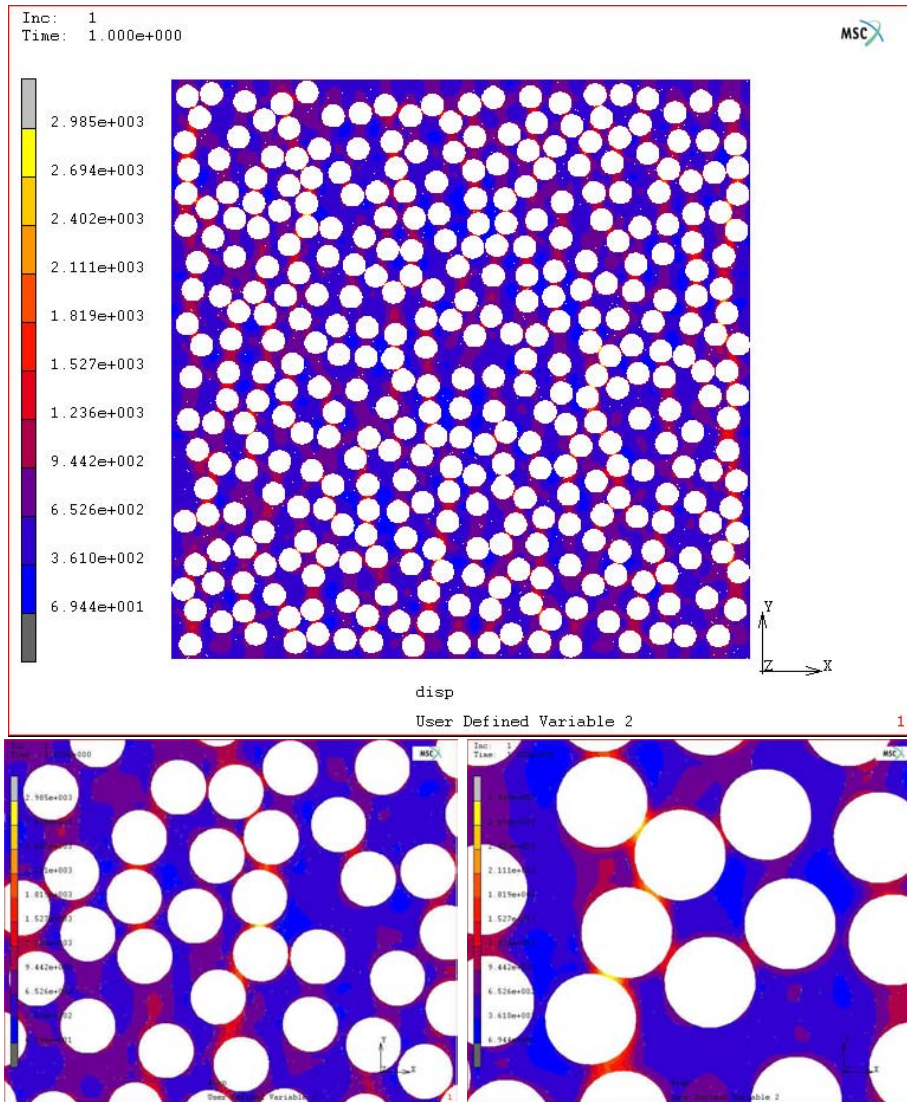 Inc: 1
Time: 1.000e+000
MSC
2.985e+003
2.694e+003
2.402e+003
2.111e+003
1.819e+003
1.527e+003
1.236e+003
9.442e+002
6.526e+002
3.610e+002
6.944e+001
Y
Z X
disp
User Defined Variable 2
1
MSC
2.985e+003
1.819e+003
1.527e+003
9.442e+002
Y
Z X
User Defined Variable 2
1
Inc: 1
MSC
2.111e+003
1.819e+003
1.527e+003
9.442e+002
6.526e+002
3.610e+002
X